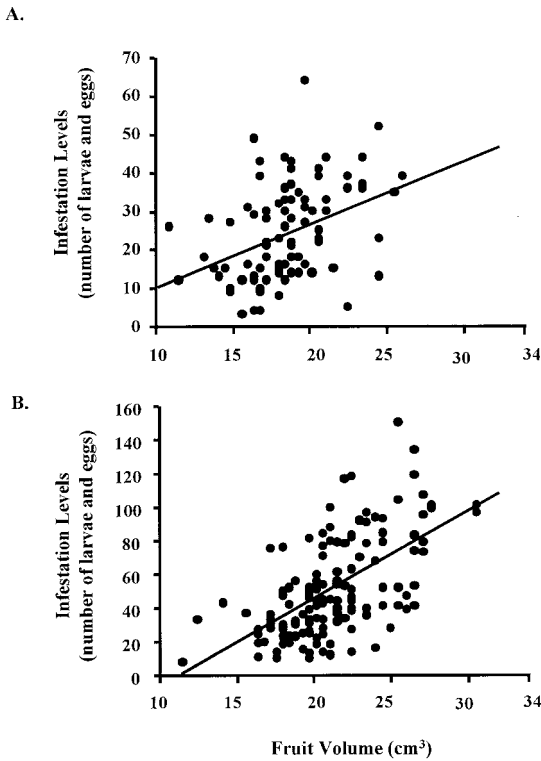 A.
Infestation Levels
(number of larvae and eggs)
70
60
50
40
30
20
10
0
10 15 20 25 30 34
B.
Infestation Levels
(number of larvae and eggs)
160
140
120
100
80
60
40
20
0
10 15 20 25 30 34
Fruit Volume (cm³)